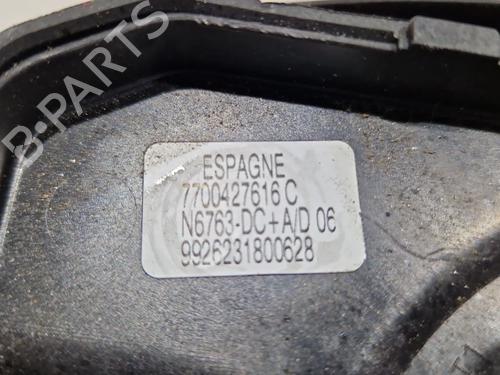 B-PARTS
ESPAGNE
7700427616 C
N6763-DC+A/D 06
9926231800628